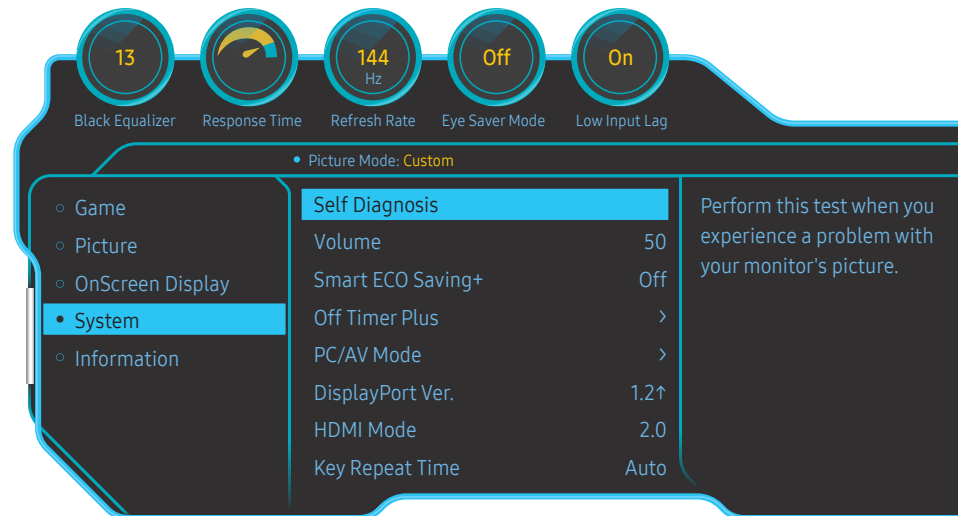 13
144
Hz
Off
On
Black Equalizer
Response Time
Refresh Rate
Eye Saver Mode
Low Input Lag
Picture Mode: Custom
Game
Picture
OnScreen Display
System
Information
Self Diagnosis
Volume 50
Smart ECO Saving+ Off
Off Timer Plus >
PC/AV Mode >
DisplayPort Ver. 1.2↑
HDMI Mode 2.0
Key Repeat Time Auto
Perform this test when you
experience a problem with
your monitor's picture.